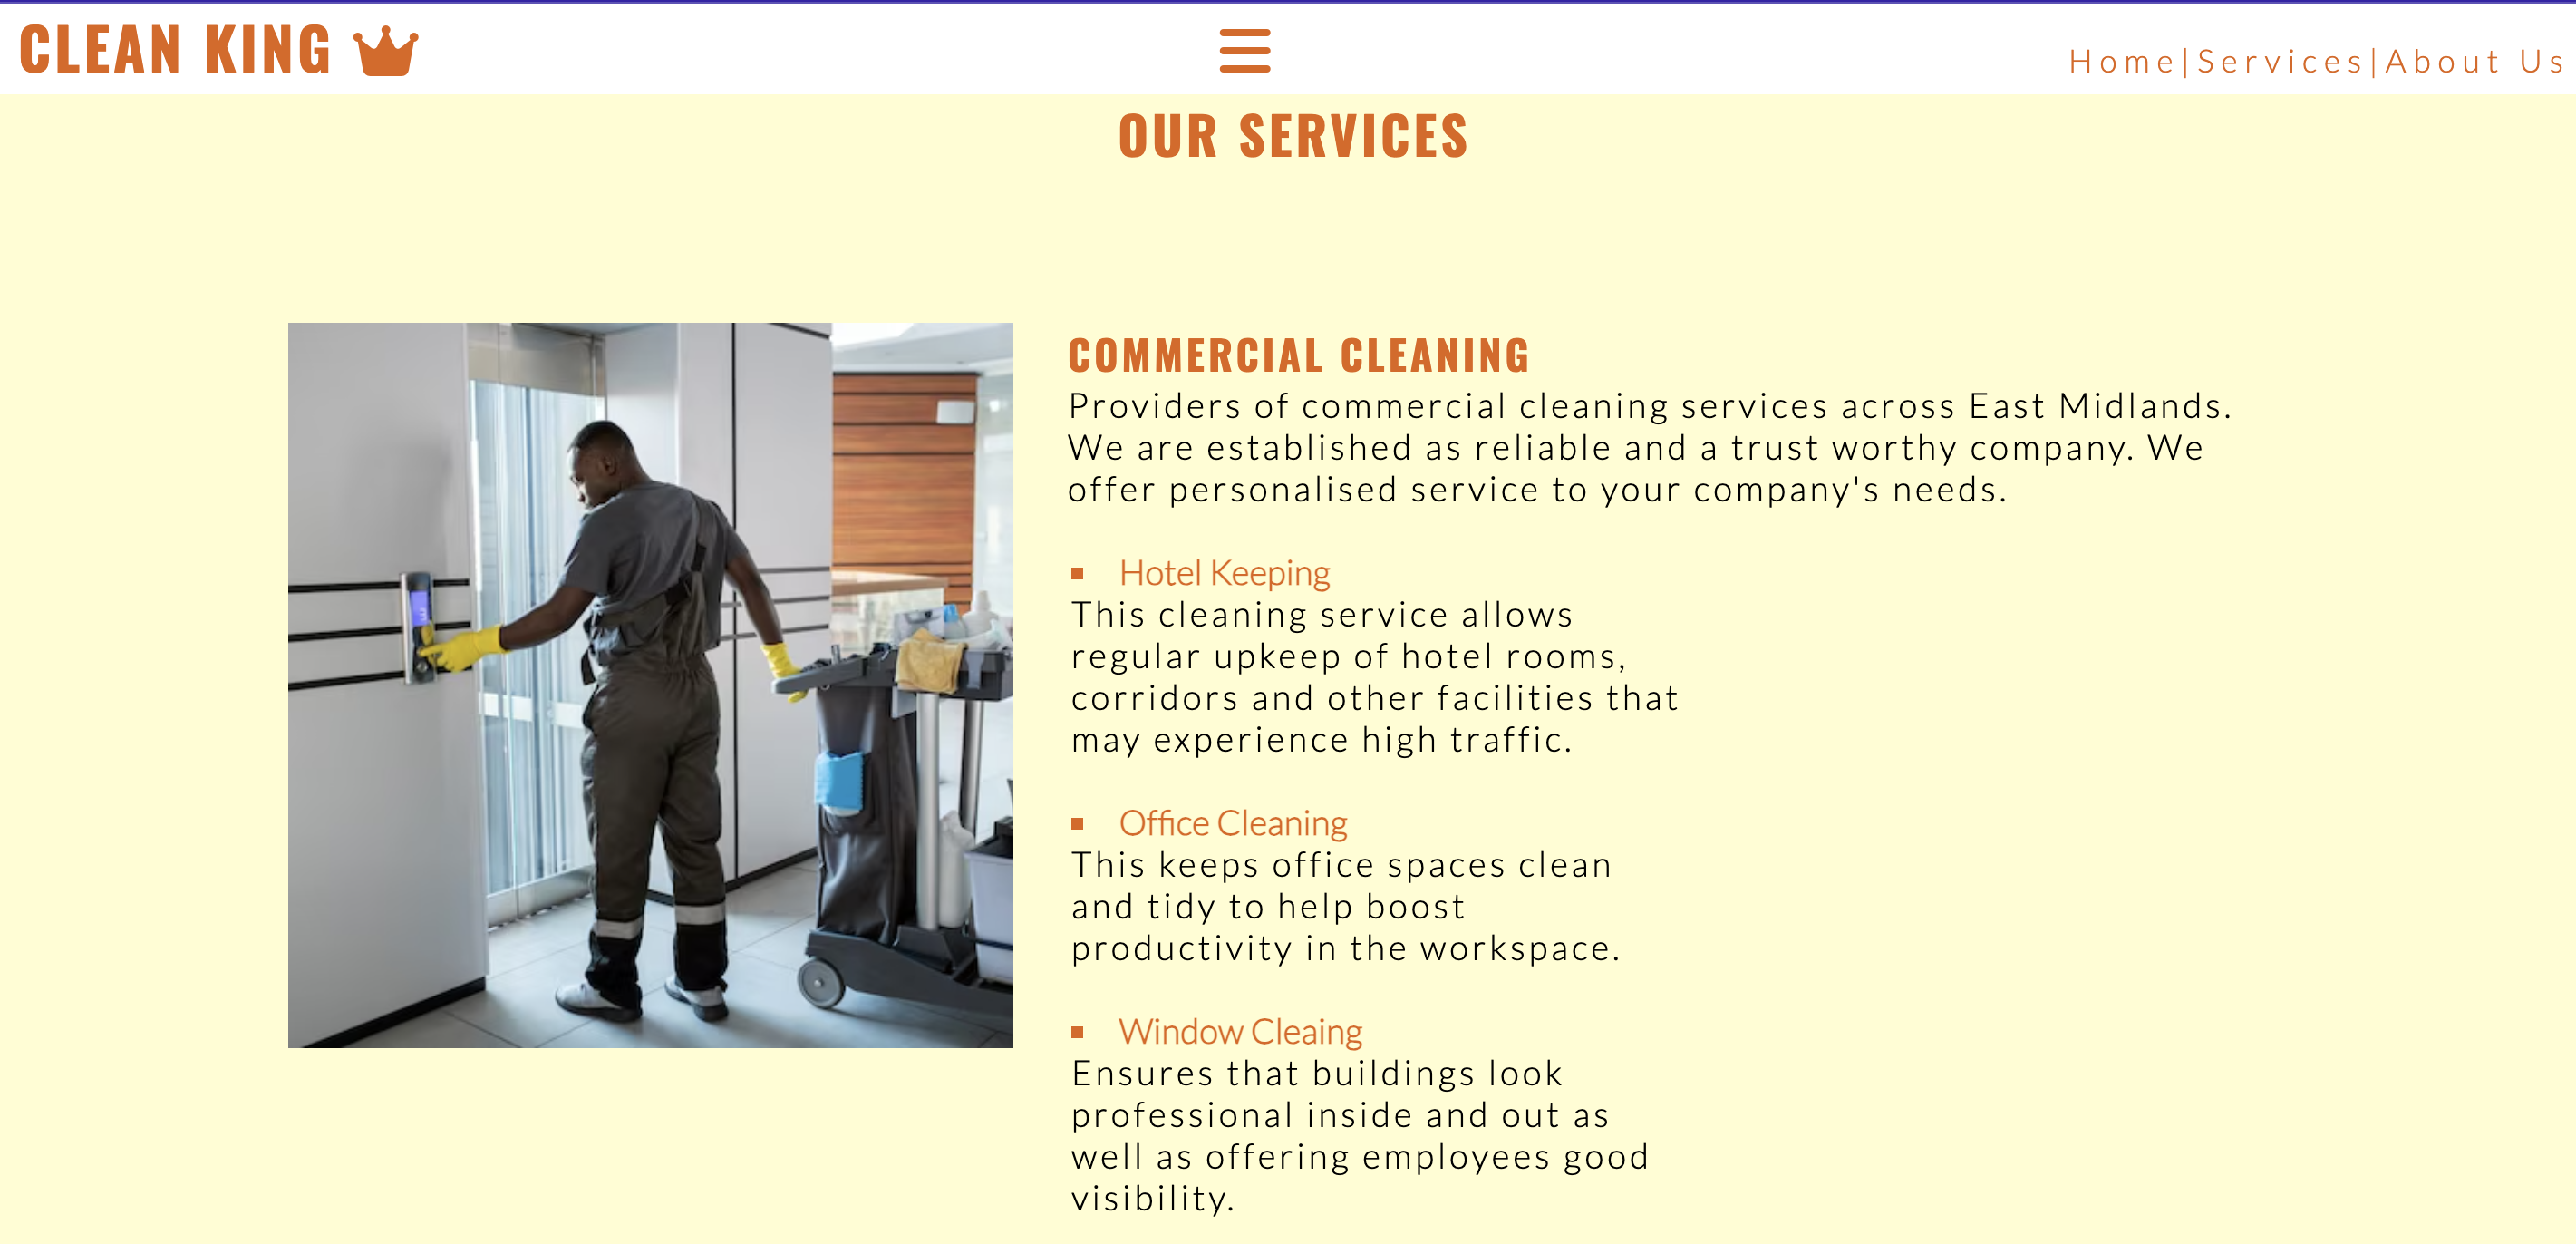 CLEAN KING
Home|Services|About Us
OUR SERVICES
COMMERCIAL CLEANING
Providers of commercial cleaning services across East Midlands.
We are established as reliable and a trust worthy company. We
offer personalised service to your company's needs.
Hotel Keeping
This cleaning service allows
regular upkeep of hotel rooms,
corridors and other facilities that
may experience high traffic.
Office Cleaning
This keeps office spaces clean
and tidy to help boost
productivity in the workspace.
Window Cleaing
Ensures that buildings look
professional inside and out as
well as offering employees good
visibility.